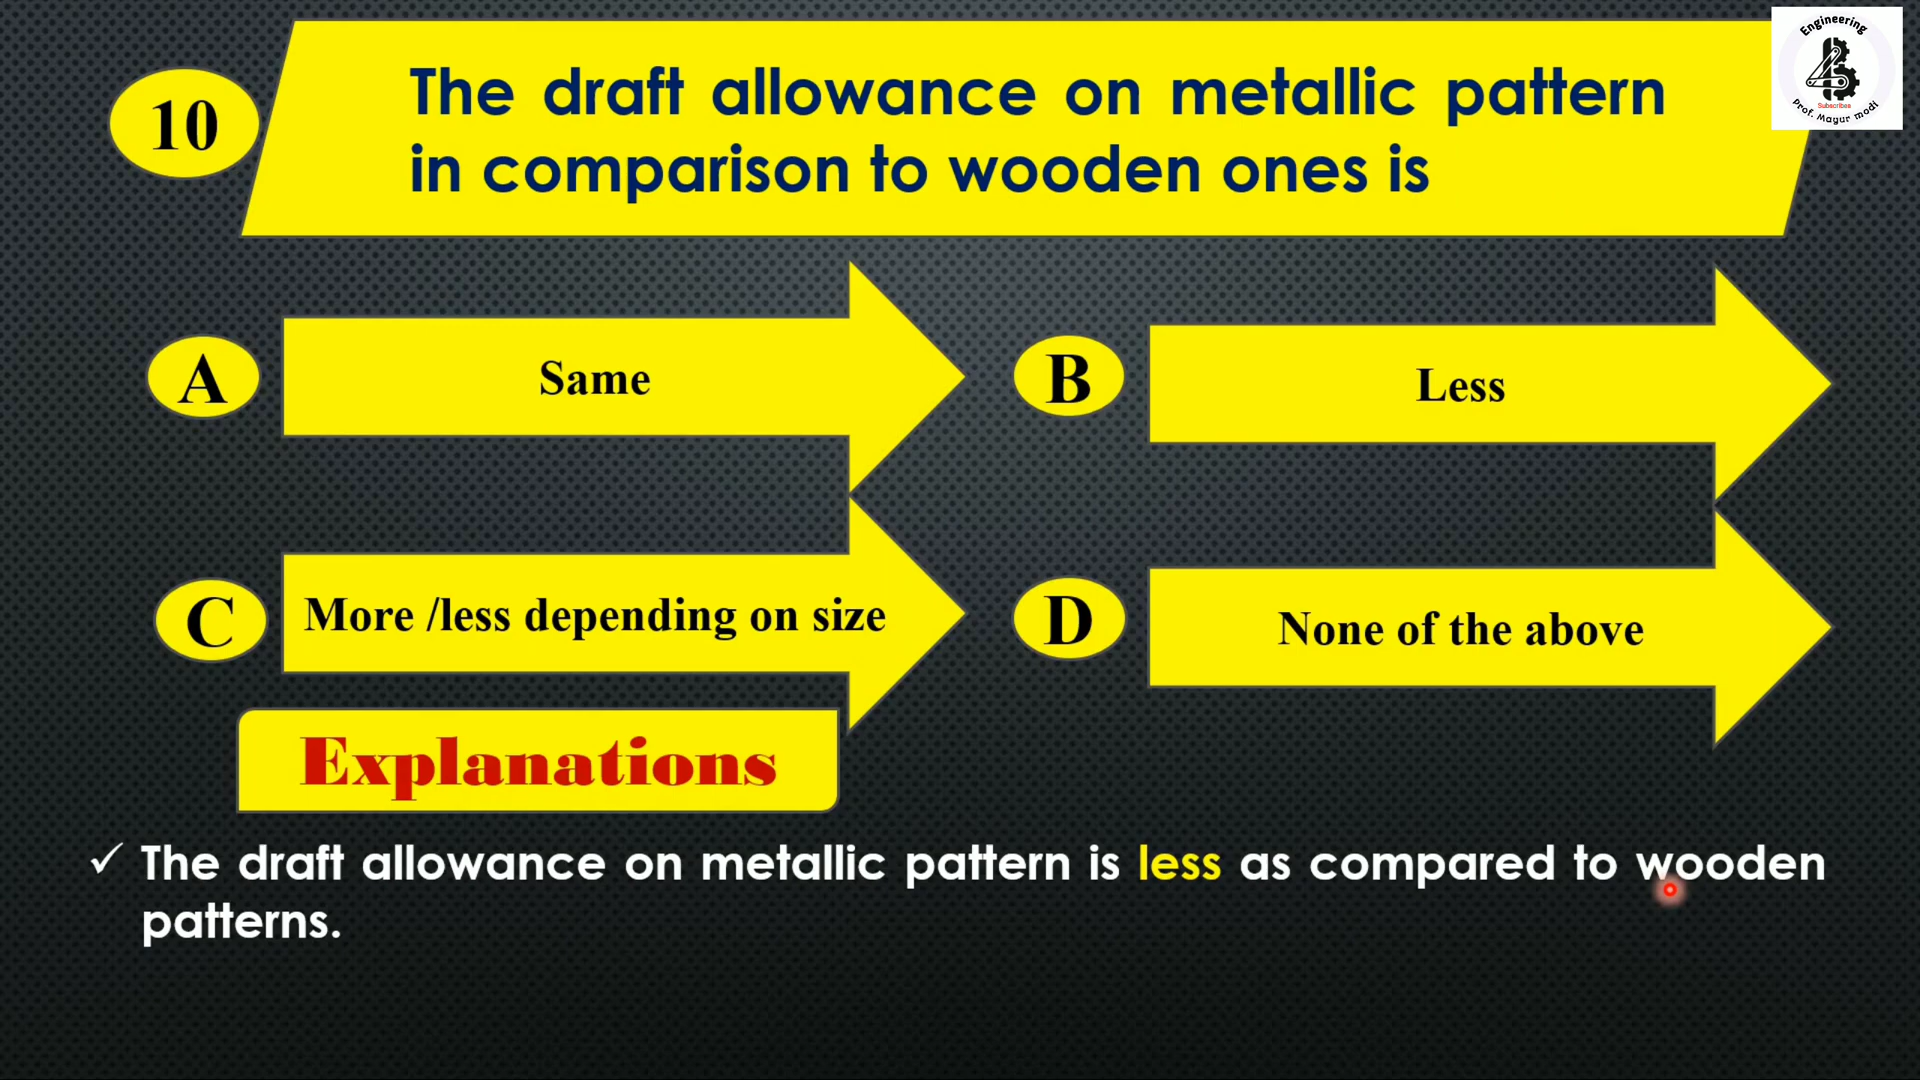 Engineering
Subscribes
Prof. Mayur modi
10
The draft allowance on metallic pattern
in comparison to wooden ones is
A
Same
B
Less
C
More /less depending on size
D
None of the above
Explanations
✓ The draft allowance on metallic pattern is less as compared to wooden
patterns.